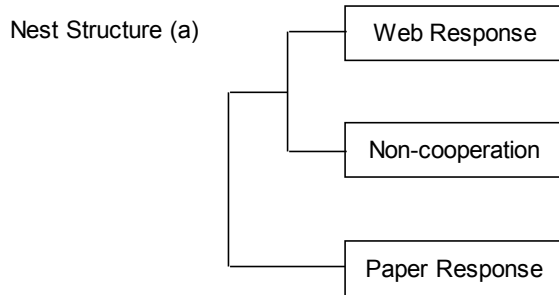 Nest Structure (a)
Web Response
Non-cooperation
Paper Response